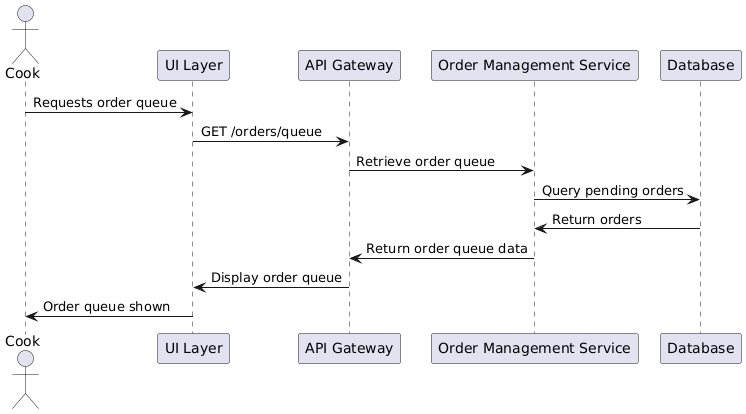 Cook
UI Layer
API Gateway
Order Management Service
Database
Requests order queue
GET /orders/queue
Retrieve order queue
Query pending orders
Return orders
Return order queue data
Display order queue
Order queue shown
Cook
UI Layer
API Gateway
Order Management Service
Database